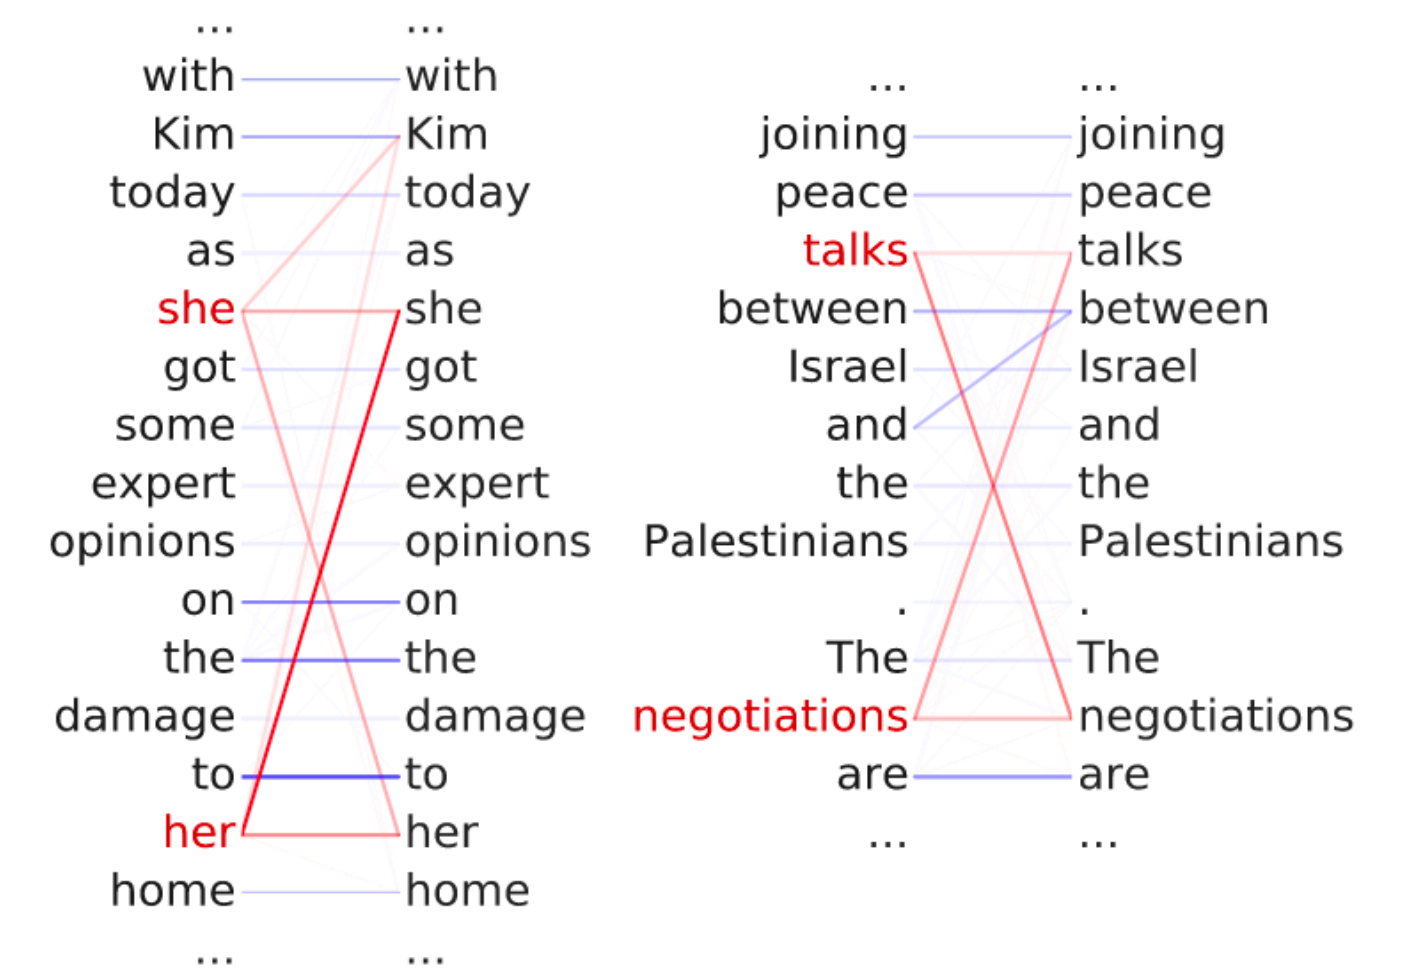 ... ...
with with
Kim Kim
today today
as as
she she
got got
some some
expert expert
opinions opinions
on on
the the
damage damage
to to
her her
home home
... ...
... ...
joining joining
peace peace
talks talks
between between
Israel Israel
and and
the the
Palestinians Palestinians
. .
The The
negotiations negotiations
are are
... ...